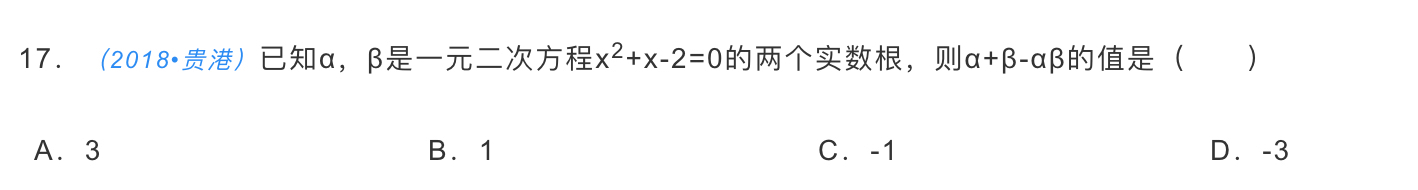 17. （2018•贵港）已知α，β是一元二次方程x²+x-2=0的两个实数根，则α+β-αβ的值是（　　）
A. 3 B. 1 C. -1 D. -3